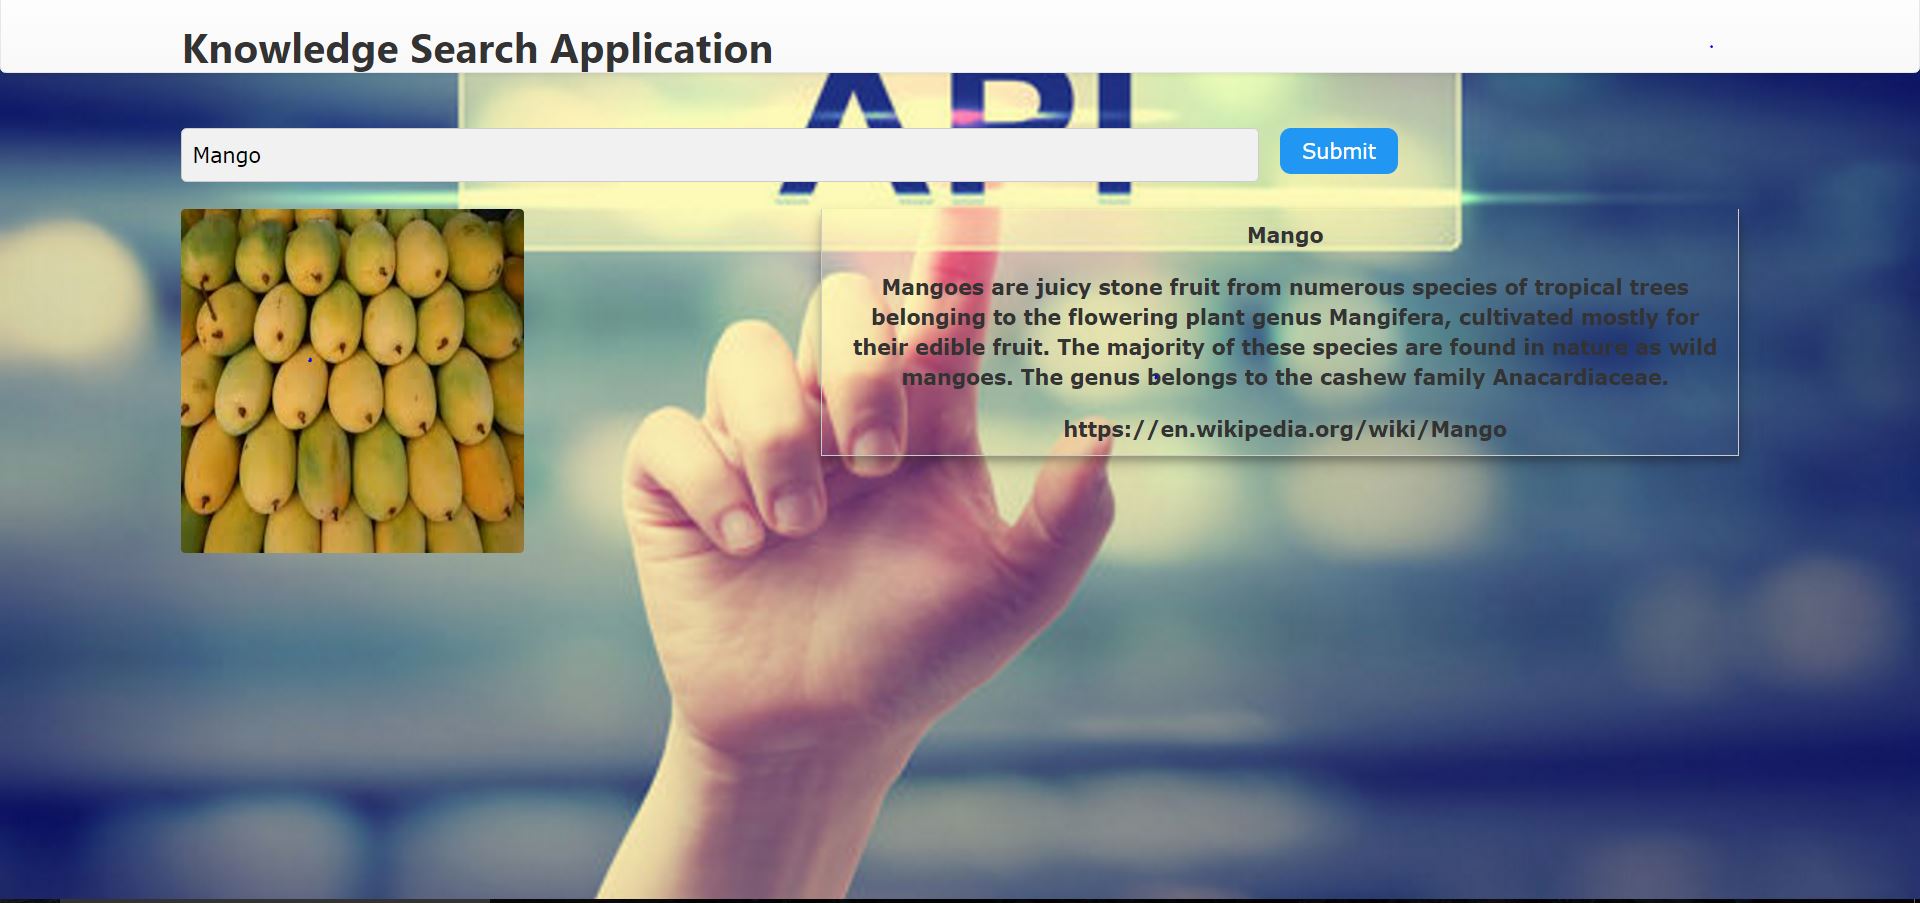 Knowledge Search Application
API
Mango
Submit
Mango
Mangoes are juicy stone fruit from numerous species of tropical trees
belonging to the flowering plant genus Mangifera, cultivated mostly for
their edible fruit. The majority of these species are found in nature as wild
mangoes. The genus belongs to the cashew family Anacardiaceae.
https://en.wikipedia.org/wiki/Mango